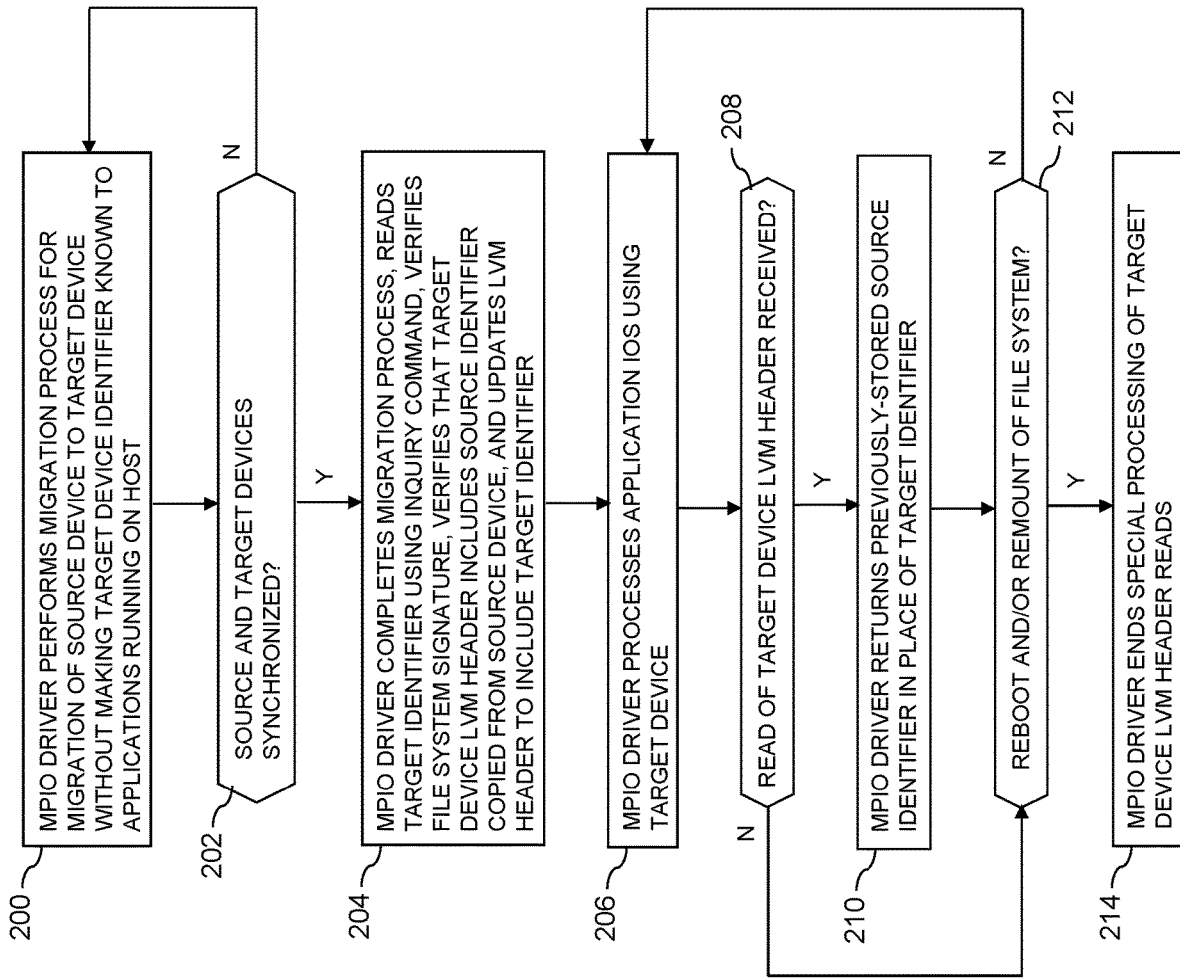 200
MPIO DRIVER PERFORMS MIGRATION PROCESS FOR
MIGRATION OF SOURCE DEVICE TO TARGET DEVICE
WITHOUT MAKING TARGET DEVICE IDENTIFIER KNOWN TO
APPLICATIONS RUNNING ON HOST
202
SOURCE AND TARGET DEVICES
SYNCHRONIZED?
N
Y
204
MPIO DRIVER COMPLETES MIGRATION PROCESS, READS
TARGET IDENTIFIER USING INQUIRY COMMAND, VERIFIES
FILE SYSTEM SIGNATURE, VERIFIES THAT TARGET
DEVICE LVM HEADER INCLUDES SOURCE IDENTIFIER
COPIED FROM SOURCE DEVICE, AND UPDATES LVM
HEADER TO INCLUDE TARGET IDENTIFIER
206
MPIO DRIVER PROCESSES APPLICATION IOS USING
TARGET DEVICE
208
READ OF TARGET DEVICE LVM HEADER RECEIVED?
N
Y
210
MPIO DRIVER RETURNS PREVIOUSLY-STORED SOURCE
IDENTIFIER IN PLACE OF TARGET IDENTIFIER
212
REBOOT AND/OR REMOUNT OF FILE SYSTEM?
N
Y
214
MPIO DRIVER ENDS SPECIAL PROCESSING OF TARGET
DEVICE LVM HEADER READS